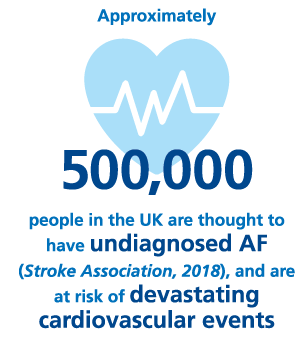 Approximately
500,000
people in the UK are thought to
have undiagnosed AF
(Stroke Association, 2018), and are
at risk of devastating
cardiovascular events